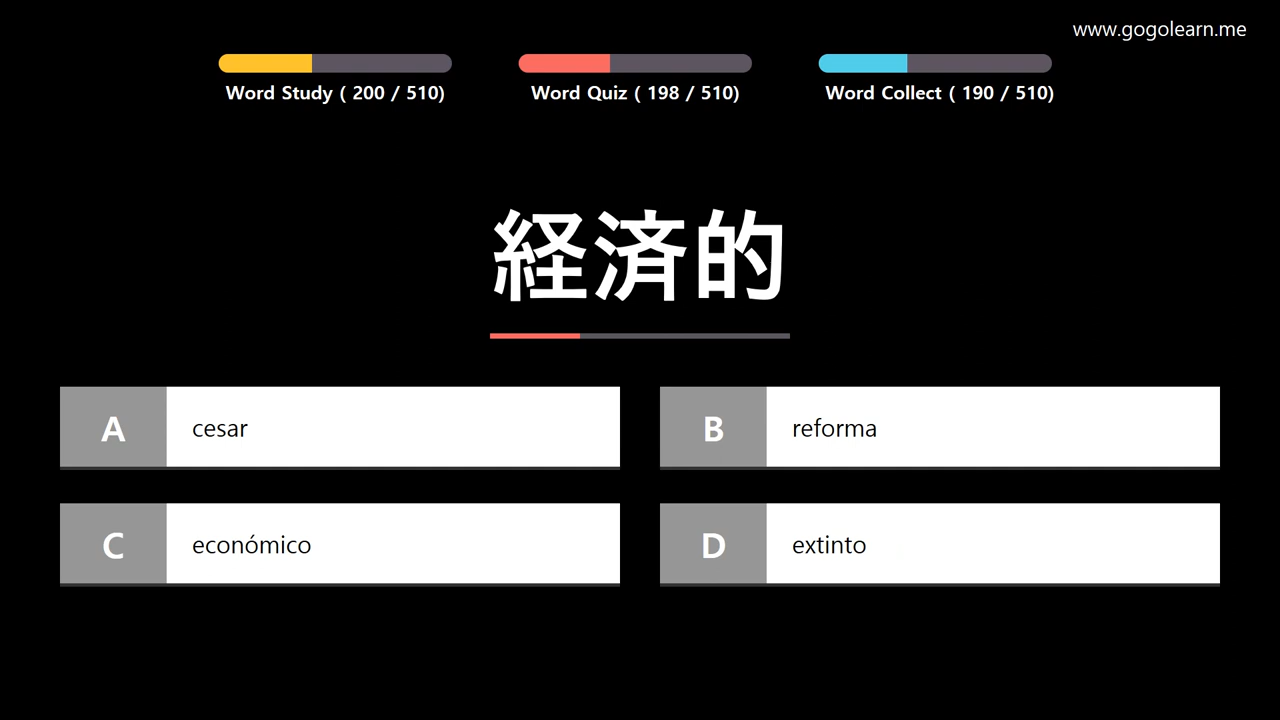 www.gogolearn.me
Word Study ( 200 / 510)
Word Quiz ( 198 / 510)
Word Collect ( 190 / 510)
経済的
A
cesar
B
reforma
C
económico
D
extinto